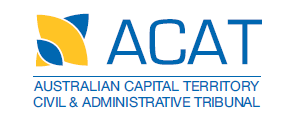 ACAT
AUSTRALIAN CAPITAL TERRITORY
CIVIL & ADMINISTRATIVE TRIBUNAL